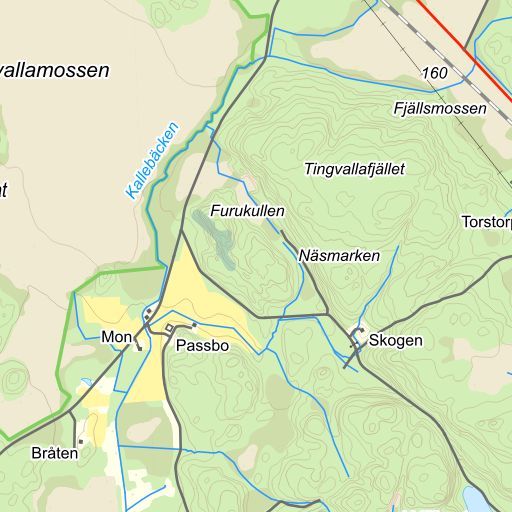 vallamossen
160
Fjällsmossen
Kallebäcken
Tingvallafjället
Furukullen
Torstorp
Näsmarken
Mon
Passbo
Skogen
Bråten